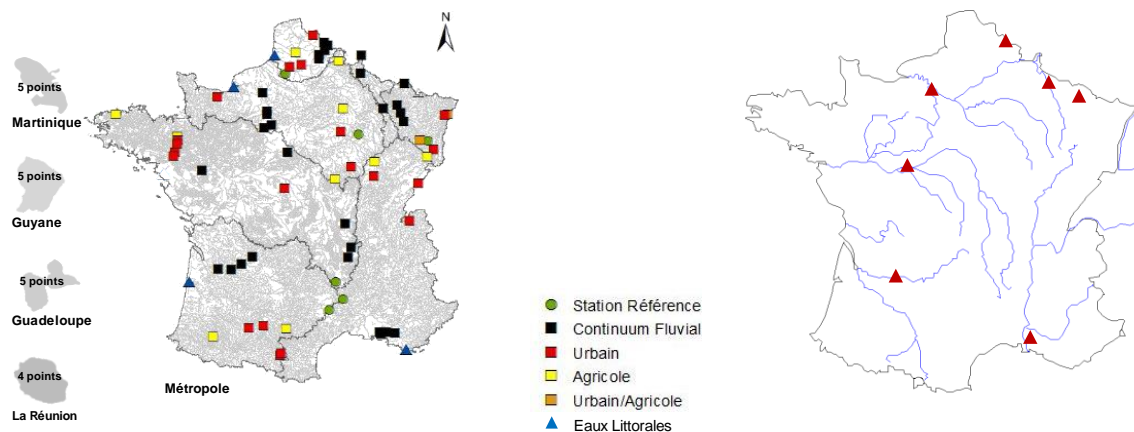 N
5 points
Martinique
5 points
Guyane
5 points
Guadeloupe
4 points
La Réunion
Métropole
Station Référence
Continuum Fluvial
Urbain
Agricole
Urbain/Agricole
Eaux Littorales